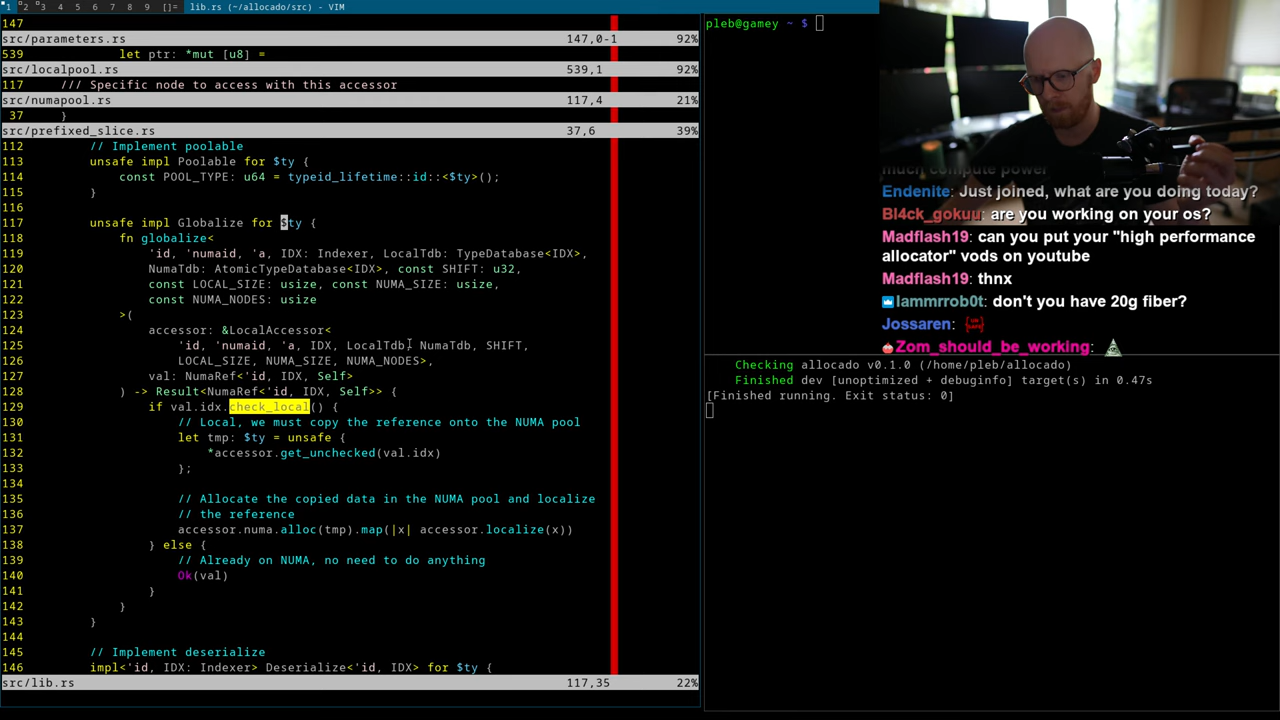 1 2 3 4 5 6 7 8 9 []= lib.rs (~/allocado/src) - VIM
147
src/parameters.rs 147,0-1 92%
539 let ptr: *mut [u8] =
src/localpool.rs 539,1 92%
117 /// Specific node to access with this accessor
src/numapool.rs 117,4 21%
37 }
src/prefixed_slice.rs 37,6 39%
112 // Implement poolable
113 unsafe impl Poolable for $ty {
114 const POOL_TYPE: u64 = typeid_lifetime::id::<$ty>();
115 }
116
117 unsafe impl Globalize for $ty {
118 fn globalize<
119 'id, 'numaid, 'a, IDX: Indexer, LocalTdb: TypeDatabase<IDX>,
120 NumaTdb: AtomicTypeDatabase<IDX>, const SHIFT: u32,
121 const LOCAL_SIZE: usize, const NUMA_SIZE: usize,
122 const NUMA_NODES: usize
123 >(
124 accessor: &LocalAccessor<
125 'id, 'numaid, 'a, IDX, LocalTdb, NumaTdb, SHIFT,
126 LOCAL_SIZE, NUMA_SIZE, NUMA_NODES>,
127 val: NumaRef<'id, IDX, Self>
128 ) -> Result<NumaRef<'id, IDX, Self>> {
129 if val.idx.check_local() {
130 // Local, we must copy the reference onto the NUMA pool
131 let tmp: $ty = unsafe {
132 *accessor.get_unchecked(val.idx)
133 };
134
135 // Allocate the copied data in the NUMA pool and localize
136 // the reference
137 accessor.numa.alloc(tmp).map(|x| accessor.localize(x))
138 } else {
139 // Already on NUMA, no need to do anything
140 Ok(val)
141 }
142 }
143 }
144
145 // Implement deserialize
146 impl<'id, IDX: Indexer> Deserialize<'id, IDX> for $ty {
src/lib.rs 117,35 22%
pleb@gamey ~ $
Checking allocado v0.1.0 (/home/pleb/allocado)
Finished dev [unoptimized + debuginfo] target(s) in 0.47s
[Finished running. Exit status: 0]
much compute power
Endenite: Just joined, what are you doing today?
Bl4ck_gokuu: are you working on your os?
Madflash19: can you put your "high performance
allocator" vods on youtube
Madflash19: thnx
Iammrrob0t: don't you have 20g fiber?
Jossaren:
Zom_should_be_working: